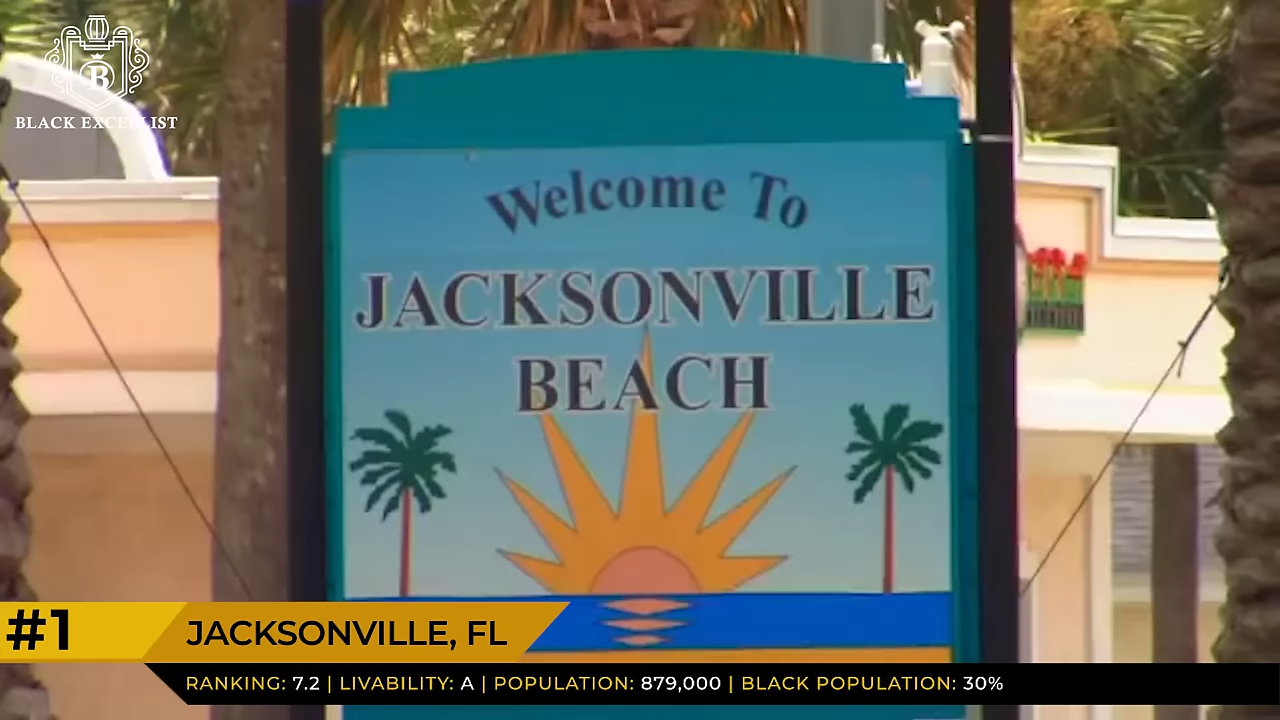 B
BLACK EXCELLIST
Welcome To
JACKSONVILLE
BEACH
#1
JACKSONVILLE, FL
RANKING: 7.2 | LIVABILITY: A | POPULATION: 879,000 | BLACK POPULATION: 30%